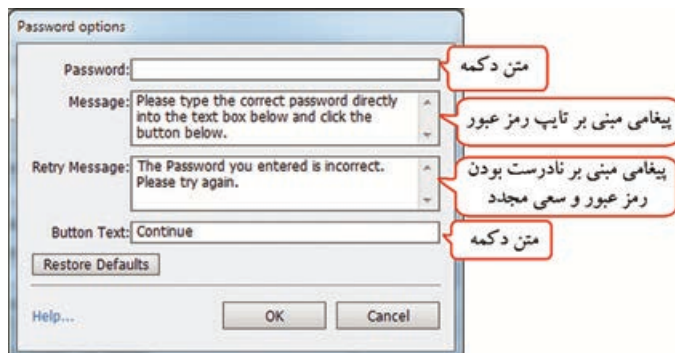 Password options
Password:
متن دکمه
Message:
Please type the correct password directly
into the text box below and click the
button below.
پیغامی مبنی بر تایپ رمز عبور
Retry Message:
The Password you entered is incorrect.
Please try again.
پیغامی مبنی بر نادرست بودن
رمز عبور و سعی مجدد
Button Text: Continue
متن دکمه
Restore Defaults
Help... OK Cancel